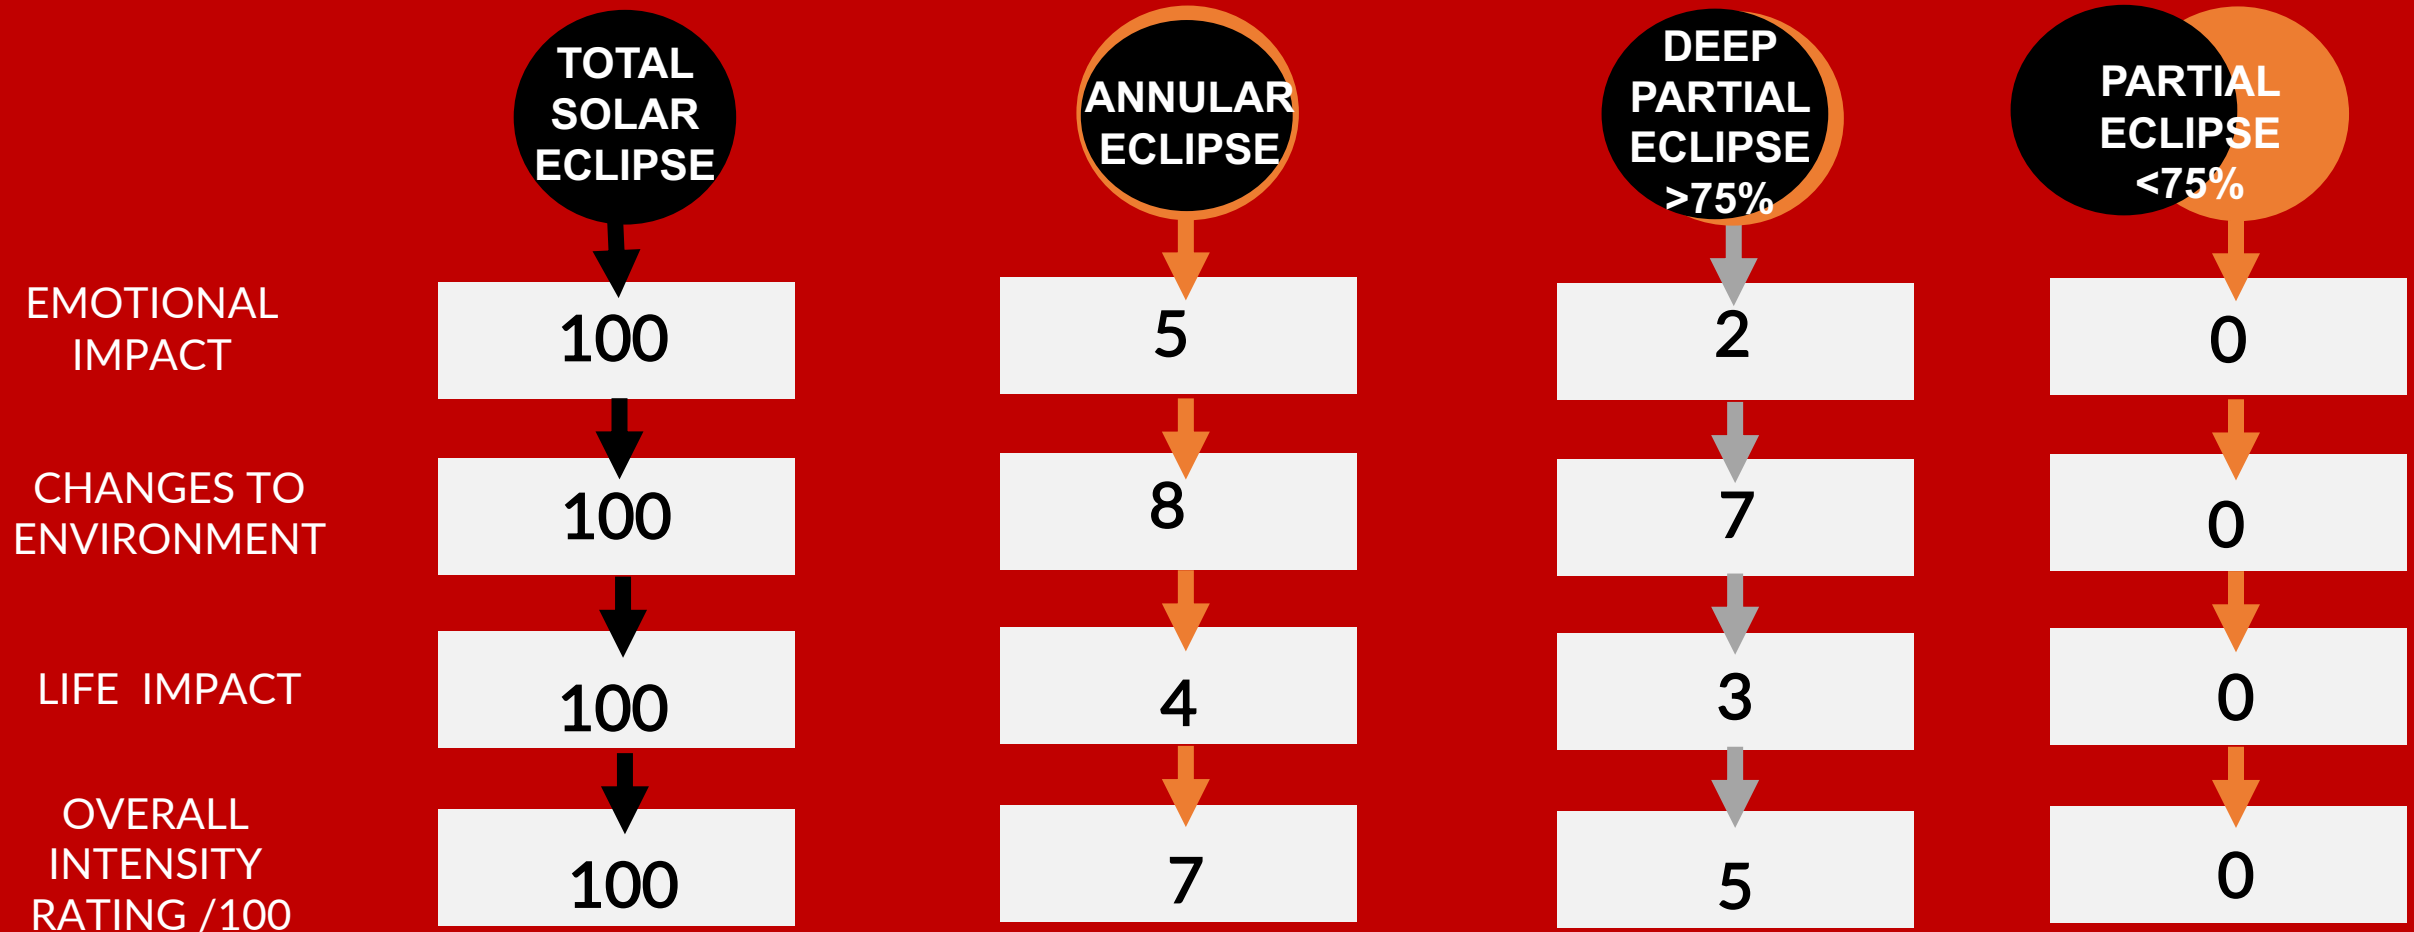 TOTAL
SOLAR
ECLIPSE
ANNULAR
ECLIPSE
DEEP
PARTIAL
ECLIPSE
>75%
PARTIAL
ECLIPSE
<75%
EMOTIONAL
IMPACT
100
5
2
0
CHANGES TO
ENVIRONMENT
100
8
7
0
LIFE IMPACT
100
4
3
0
OVERALL
INTENSITY
RATING /100
100
7
5
0